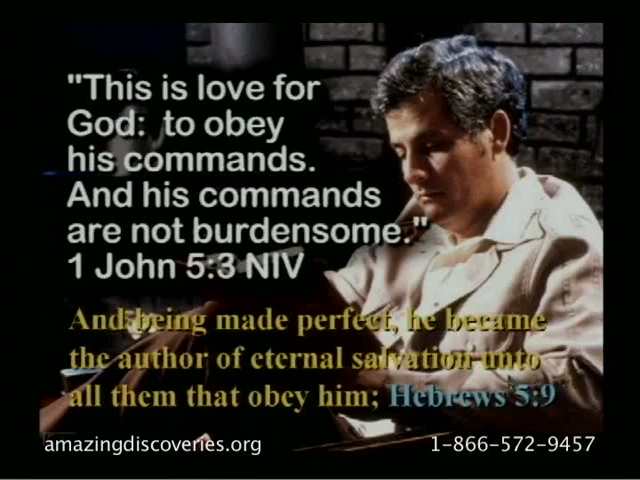 "This is love for
God: to obey
his commands.
And his commands
are not burdensome."
1 John 5:3 NIV
And being made perfect, he became
the author of eternal salvation unto
all them that obey him; Hebrews 5:9
amazingdiscoveries.org
1-866-572-9457